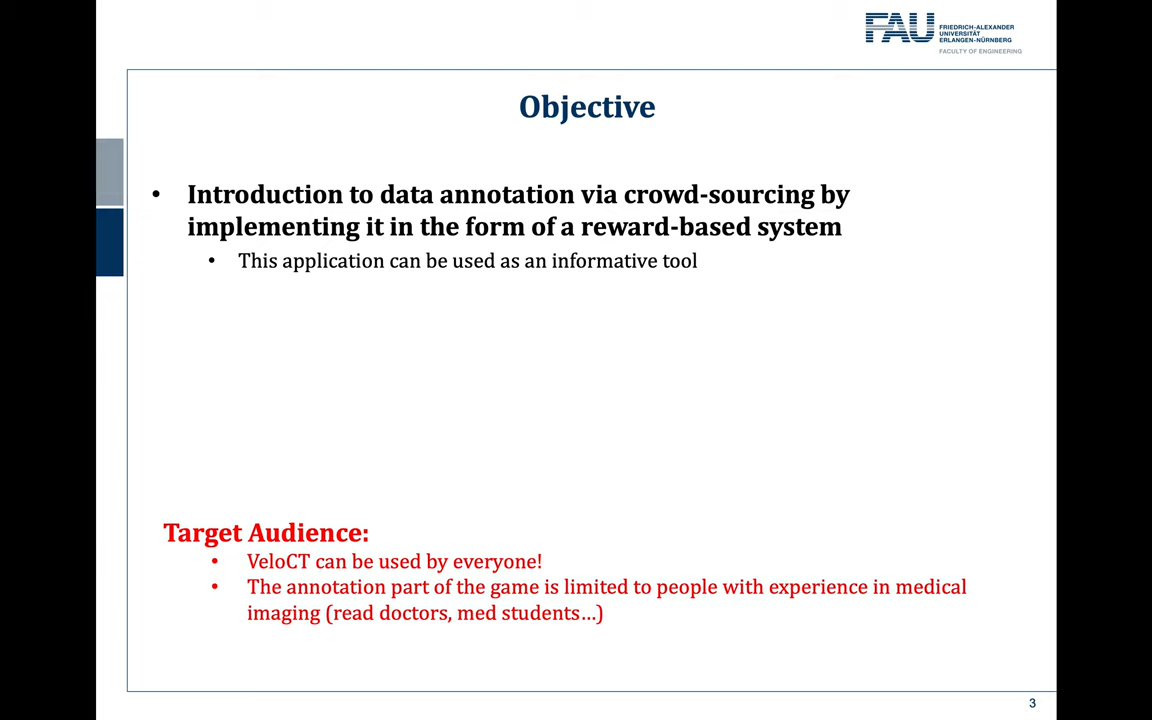 FAU
FRIEDRICH-ALEXANDER
UNIVERSITÄT
ERLANGEN-NÜRNBERG
FACULTY OF ENGINEERING
Objective
• Introduction to data annotation via crowd-sourcing by
implementing it in the form of a reward-based system
• This application can be used as an informative tool
Target Audience:
• VeloCT can be used by everyone!
• The annotation part of the game is limited to people with experience in medical
imaging (read doctors, med students…)
3